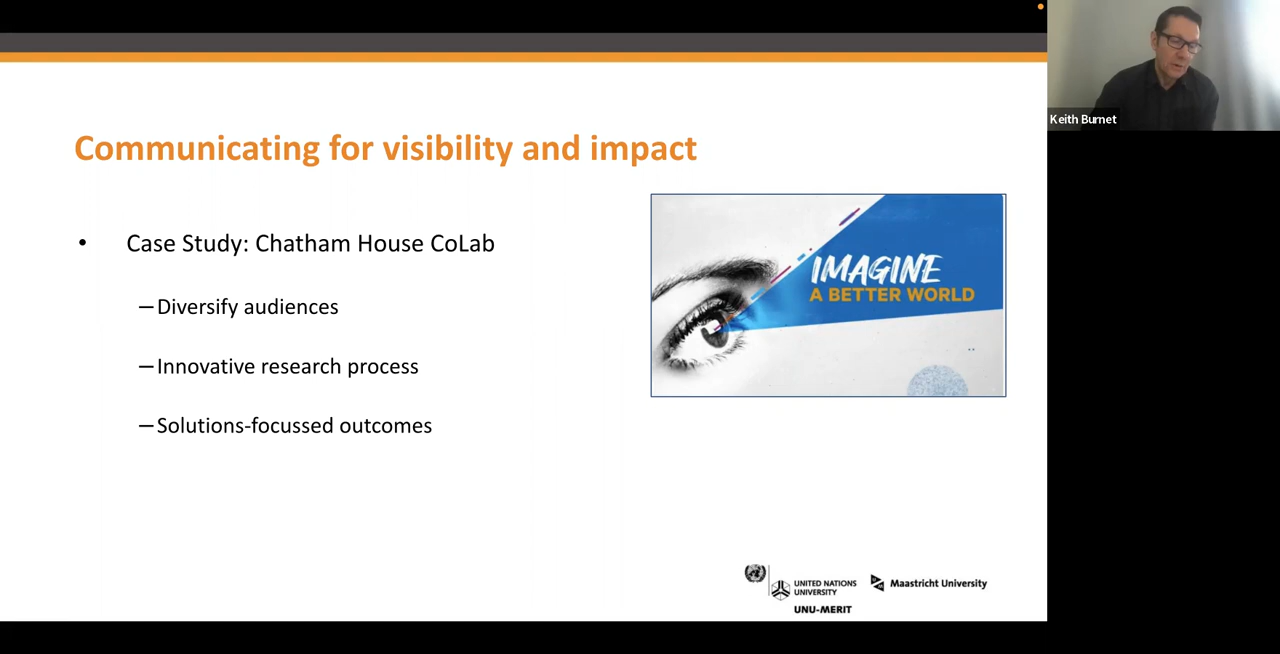 Communicating for visibility and impact
• Case Study: Chatham House CoLab
– Diversify audiences
– Innovative research process
– Solutions-focussed outcomes
IMAGINE
A BETTER WORLD
UNITED NATIONS
UNIVERSITY
UNU-MERIT
Maastricht University
Keith Burnet